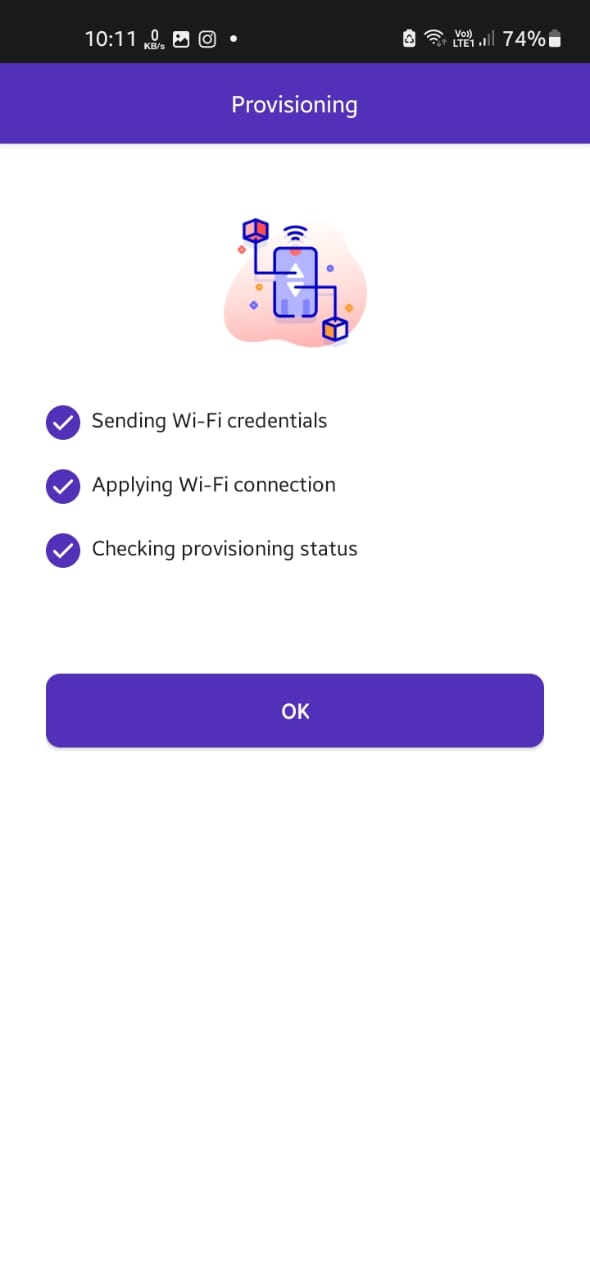 10:11 0 KB/s Vo)) LTE1 74%
Provisioning
Sending Wi-Fi credentials
Applying Wi-Fi connection
Checking provisioning status
OK